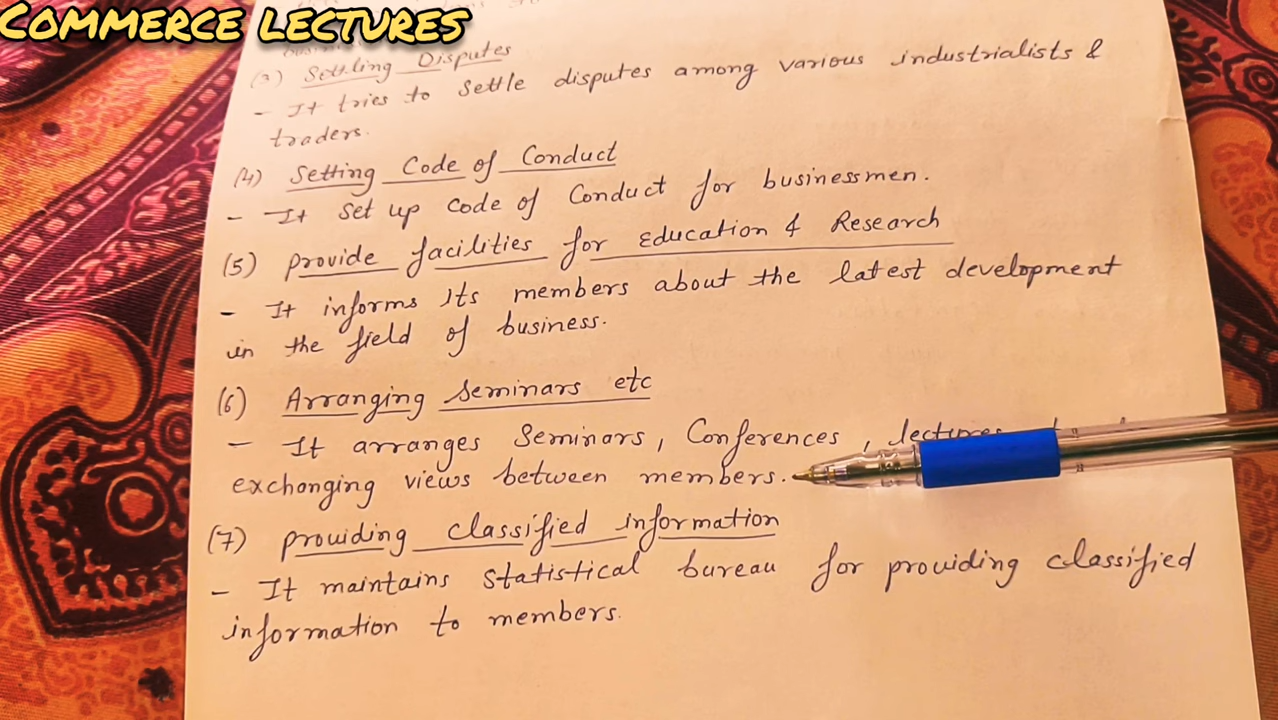 COMMERCE LECTURES
(3) Settling Disputes
- It tries to settle disputes among various industrialists &
traders.
(4) Setting Code of Conduct
- It set up code of Conduct for businessmen.
(5) provide facilities for Education & Research
- It informs its members about the latest development
in the field of business.
(6) Arranging Seminars etc
- It arranges Seminars, Conferences, lectures
exchanging views between members.
(7) providing classified information
- It maintains statistical bureau for providing classified
information to members.